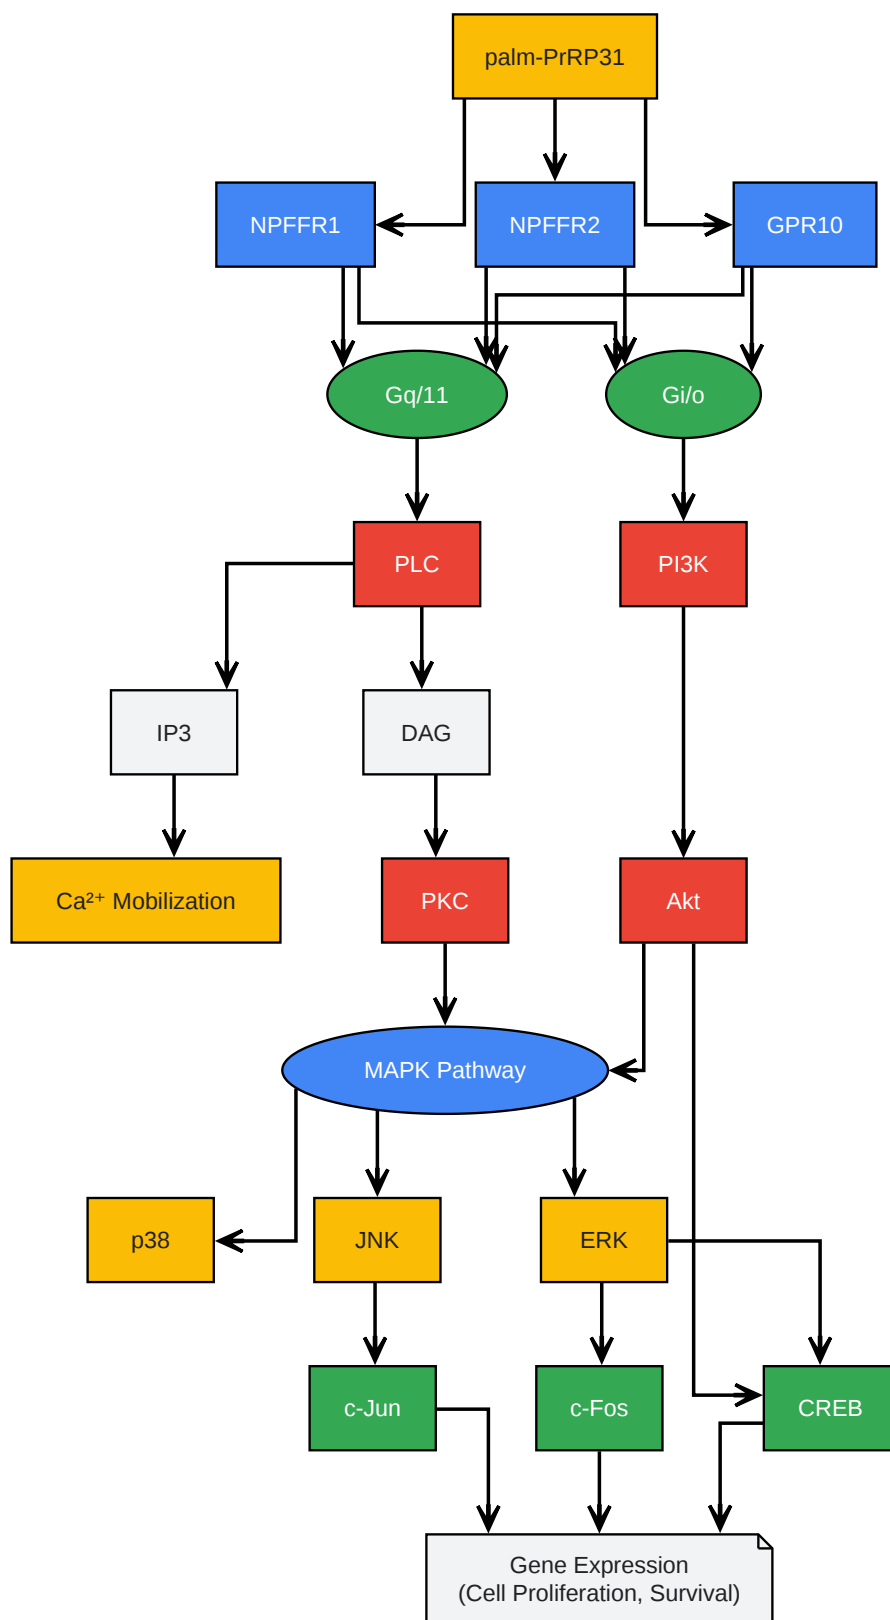 palm-PrRP31
NPFFR1
NPFFR2
GPR10
Gq/11
Gi/o
PLC
PI3K
IP3
DAG
Ca²⁺ Mobilization
PKC
Akt
MAPK Pathway
p38
JNK
ERK
c-Jun
c-Fos
CREB
Gene Expression
(Cell Proliferation, Survival)